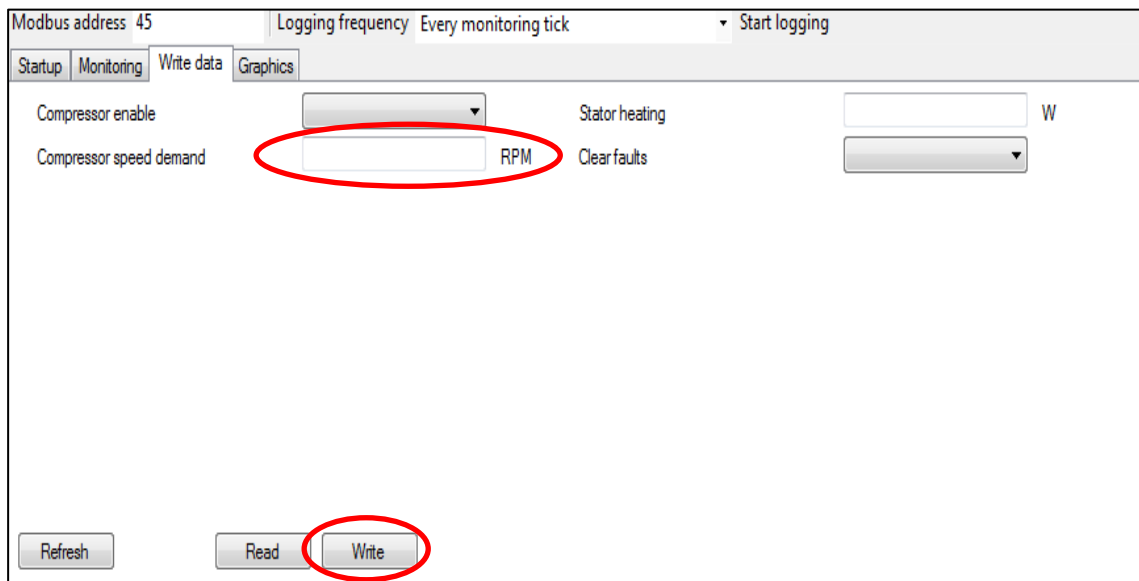 Modbus address 45 Logging frequency Every monitoring tick Start logging
Startup Monitoring Write data Graphics
Compressor enable Stator heating W
Compressor speed demand RPM Clear faults
Refresh Read Write